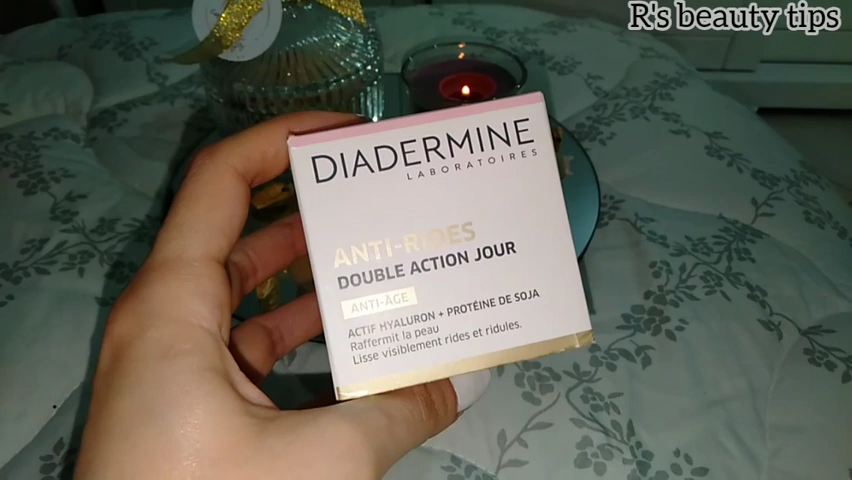 R's beauty tips
DIADERMINE
LABORATOIRES
ANTI-RIDES
DOUBLE ACTION JOUR
ANTI-ÂGE
ACTIF HYALURON + PROTÉINE DE SOJA
Raffermit la peau
Lisse visiblement rides et ridules.